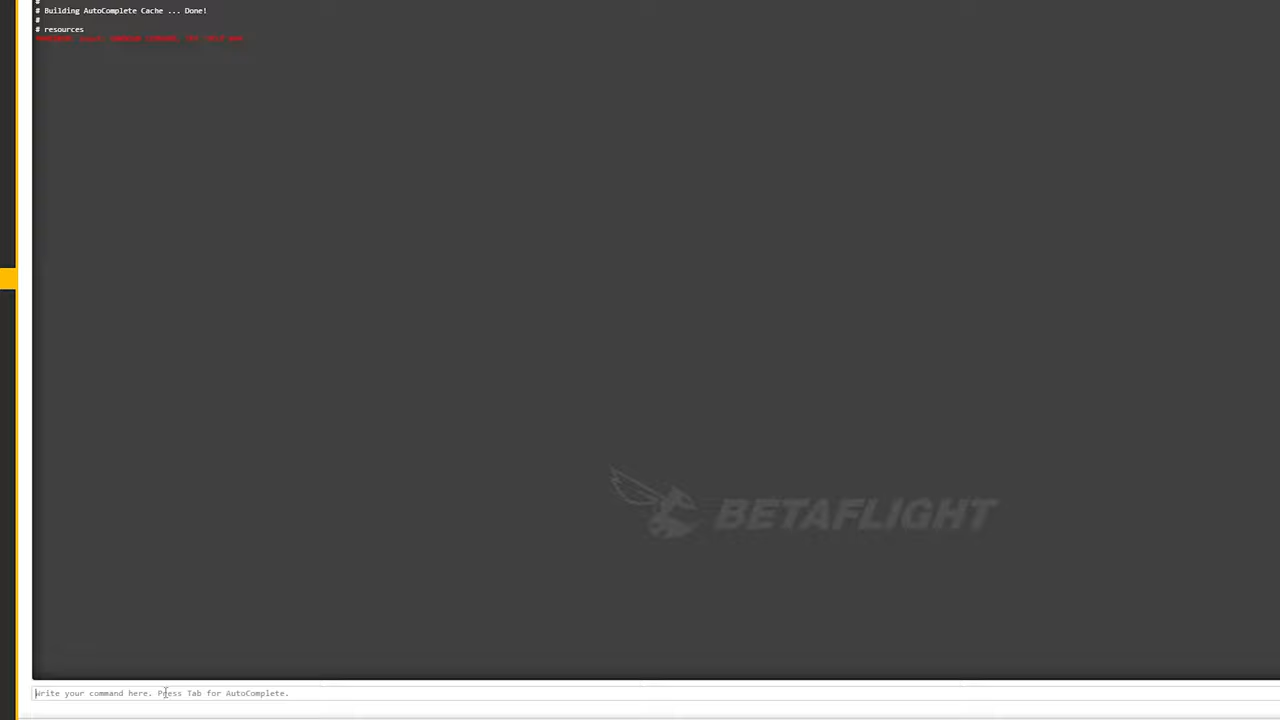 #
# Building AutoComplete Cache ... Done!
#
# resources
BETAFLIGHT
Write your command here. Press Tab for AutoComplete.